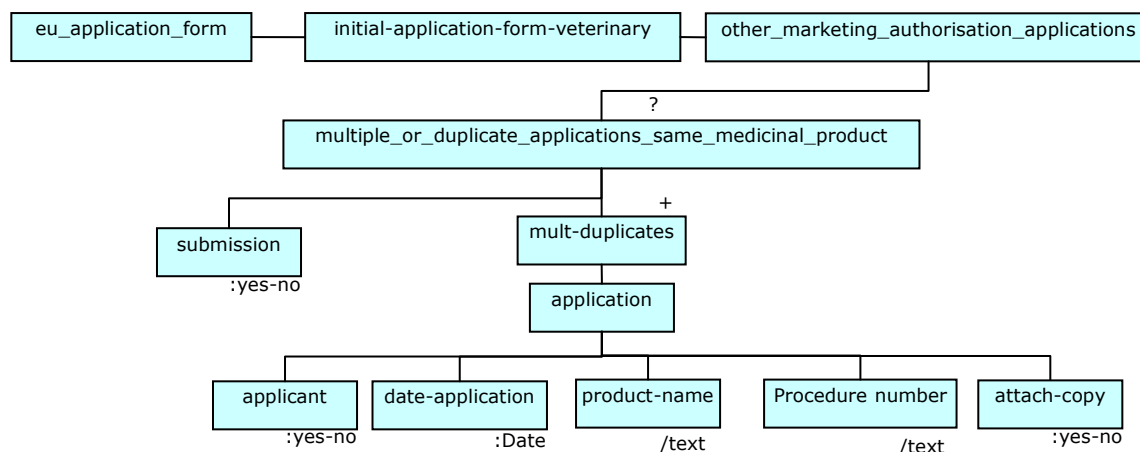 eu_application_form
initial-application-form-veterinary
other_marketing_authorisation_applications
?
multiple_or_duplicate_applications_same_medicinal_product
+
submission
:yes-no
mult-duplicates
application
applicant
:yes-no
date-application
:Date
product-name
/text
Procedure number
/text
attach-copy
:yes-no